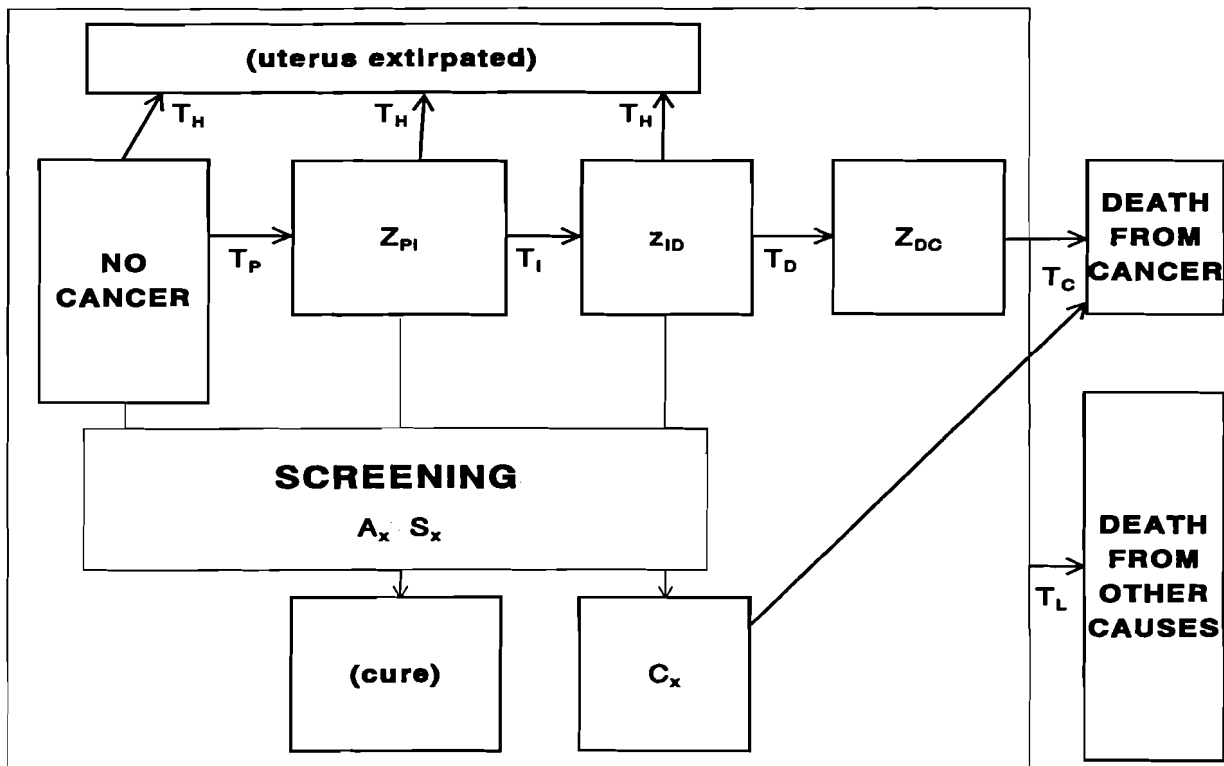 (uterus extirpated)
T_H T_H T_H
NO
CANCER
T_P
Z_PI
T_I
z_ID
T_D
Z_DC
T_C
DEATH
FROM
CANCER
SCREENING
A_x S_x
(cure)
C_x
T_L
DEATH
FROM
OTHER
CAUSES